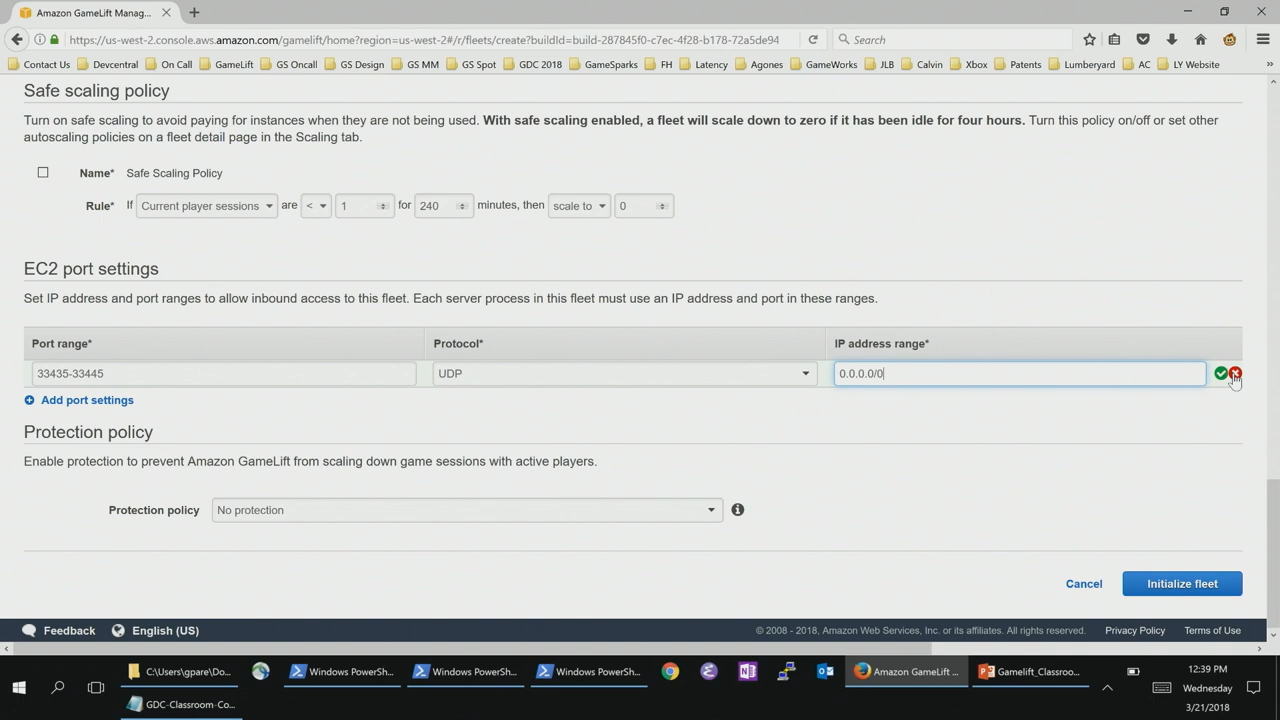 Amazon GameLift Manag...
https://us-west-2.console.aws.amazon.com/gamelift/home?region=us-west-2#/r/fleets/create?buildId=build-287845f0-c7ec-4f28-b178-72a5de94
Search
Contact Us Devcentral On Call GameLift GS Oncall GS Design GS MM GS Spot GDC 2018 GameSparks FH Latency Agones GameWorks JLB Calvin Xbox Patents Lumberyard AC LY Website
Safe scaling policy
Turn on safe scaling to avoid paying for instances when they are not being used. With safe scaling enabled, a fleet will scale down to zero if it has been idle for four hours. Turn this policy on/off or set other
autoscaling policies on a fleet detail page in the Scaling tab.
Name* Safe Scaling Policy
Rule* If Current player sessions are < 1 for 240 minutes, then scale to 0
EC2 port settings
Set IP address and port ranges to allow inbound access to this fleet. Each server process in this fleet must use an IP address and port in these ranges.
Port range* Protocol* IP address range*
33435-33445 UDP 0.0.0.0/0
Add port settings
Protection policy
Enable protection to prevent Amazon GameLift from scaling down game sessions with active players.
Protection policy No protection
Cancel Initialize fleet
Feedback English (US) © 2008 - 2018, Amazon Web Services, Inc. or its affiliates. All rights reserved. Privacy Policy Terms of Use
C:\Users\gpare\Do... Windows PowerSh... Windows PowerSh... Windows PowerSh... Amazon GameLift ... Gamelift_Classroo... 12:39 PM
Wednesday
GDC-Classroom-Co... 3/21/2018